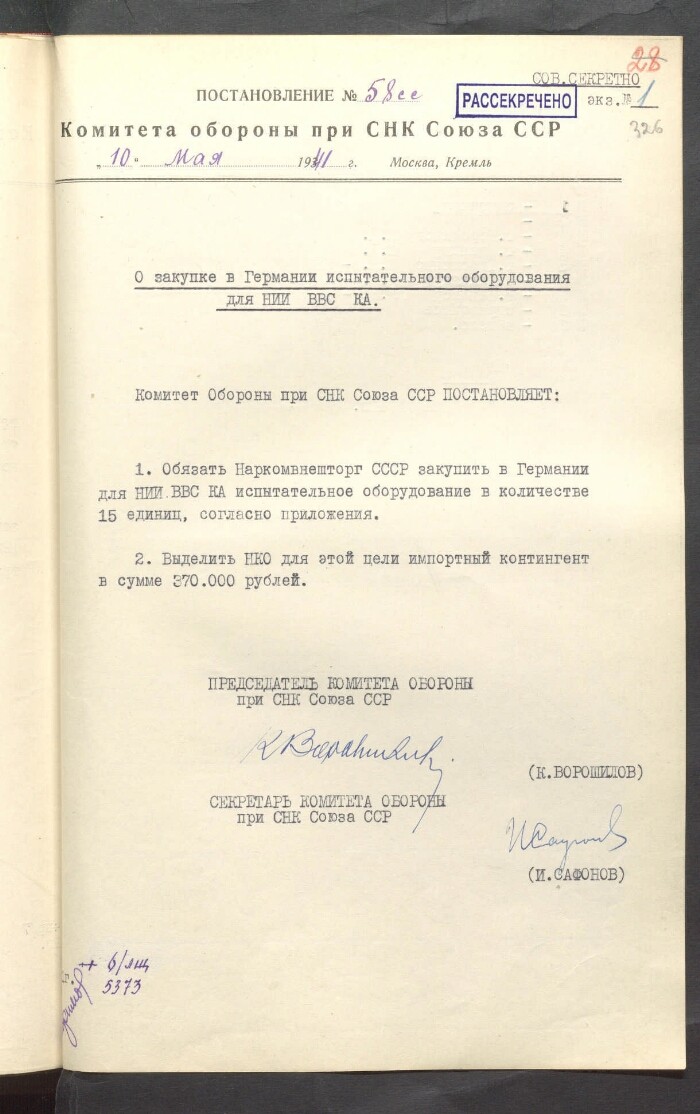 28
СОВ.СЕКРЕТНО
ПОСТАНОВЛЕНИЕ № 58сс
РАССЕКРЕЧЕНО
экз.№ 1
Комитета обороны при СНК Союза ССР
326
„10" Мая 1941 г. Москва, Кремль
О закупке в Германии испытательного оборудования
для НИИ ВВС КА.
Комитет Обороны при СНК Союза ССР ПОСТАНОВЛЯЕТ:
1. Обязать Наркомвнешторг СССР закупить в Германии
для НИИ ВВС КА испытательное оборудование в количестве
15 единиц, согласно приложения.
2. Выделить НКО для этой цели импортный контингент
в сумме 370.000 рублей.
ПРЕДСЕДАТЕЛЬ КОМИТЕТА ОБОРОНЫ
при СНК Союза ССР
К Ворошилов
(К.ВОРОШИЛОВ)
СЕКРЕТАРЬ КОМИТЕТА ОБОРОНЫ
при СНК Союза ССР
И Сафонов
(И.САФОНОВ)
5373